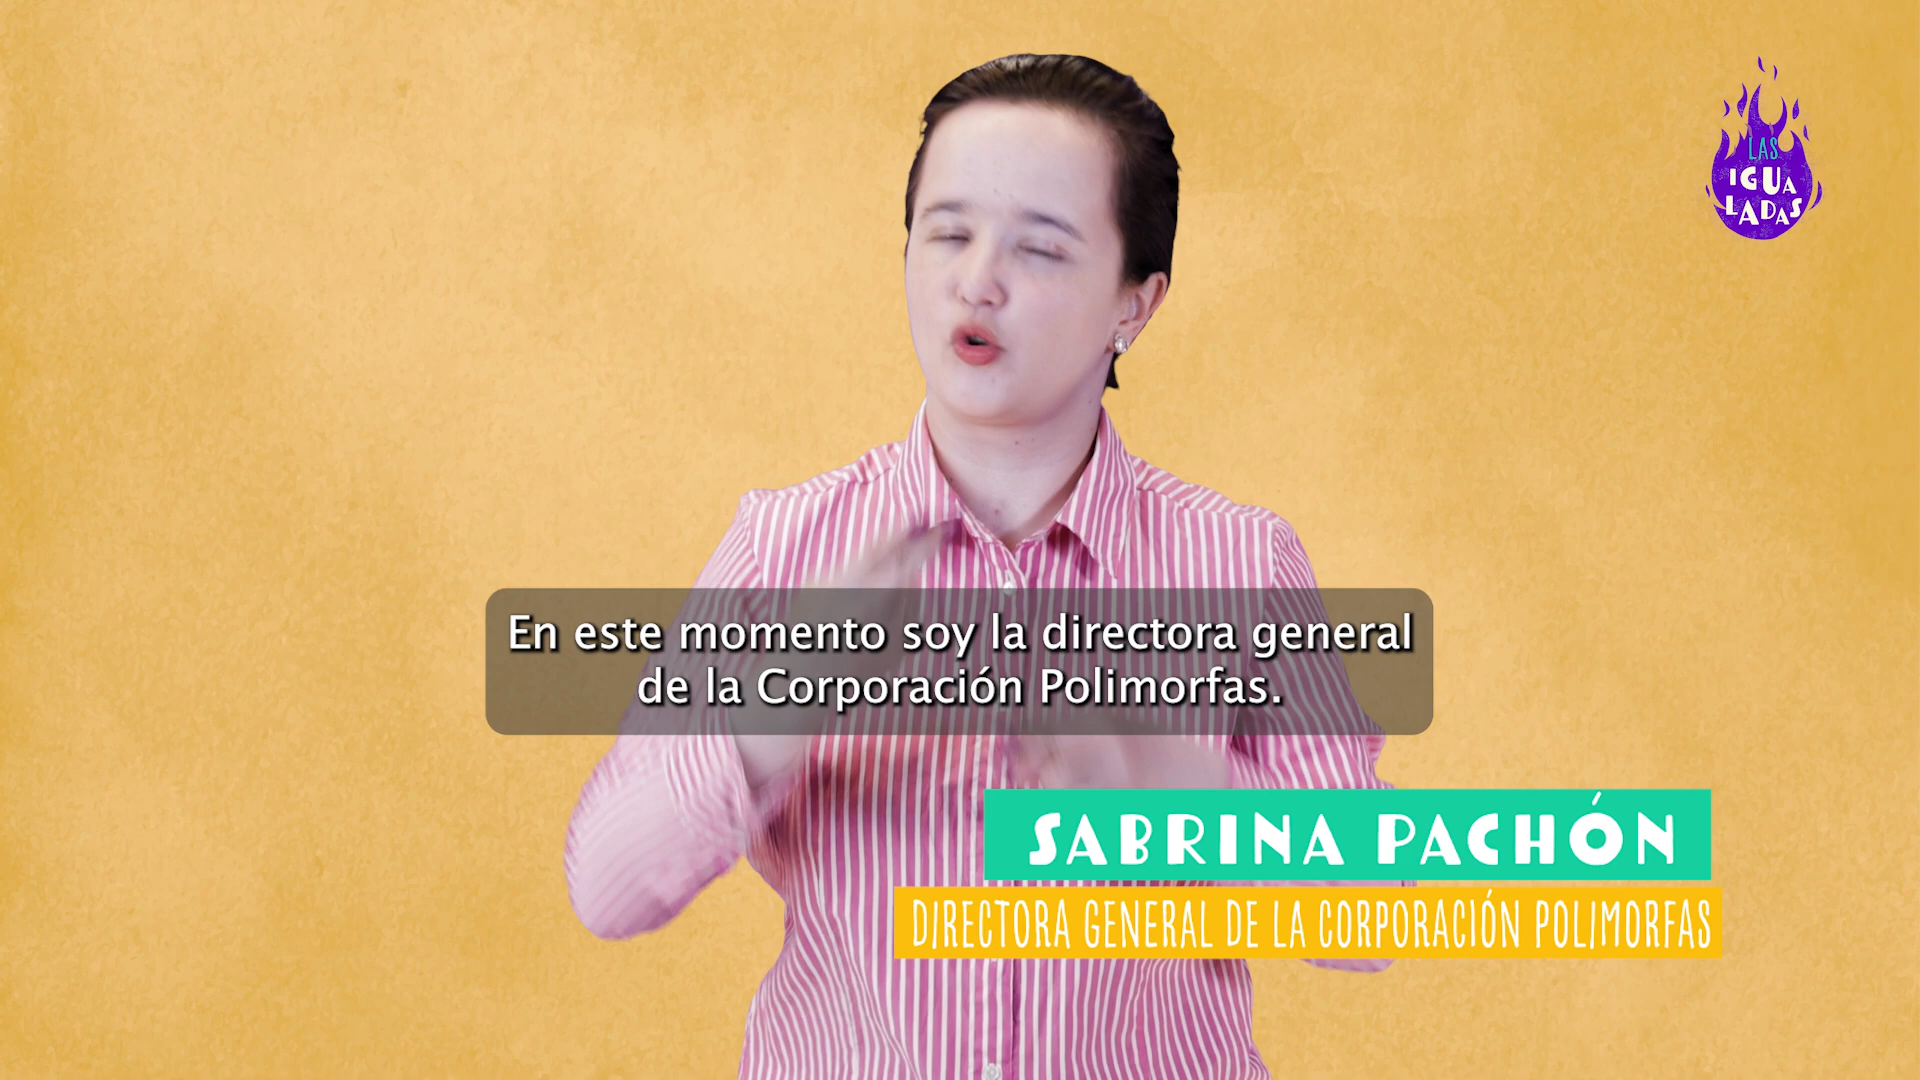 LAS
IGUA
LADAS
En este momento soy la directora general
de la Corporación Polimorfas.
SABRINA PACHÓN
DIRECTORA GENERAL DE LA CORPORACIÓN POLIMORFAS